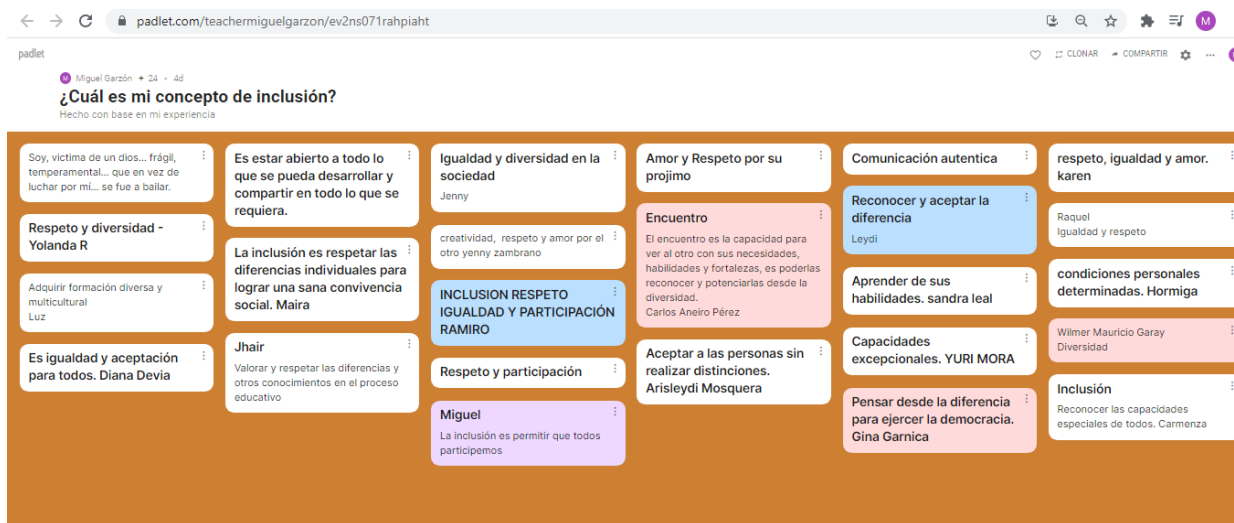 padlet.com/teachermiguelgarzon/ev2ns071rahpiaht
M
padlet
CLONAR
COMPARTIR
M
Miguel Garzón + 24 • 4d
¿Cuál es mi concepto de inclusión?
Hecho con base en mi experiencia
Soy, victima de un dios... frágil,
temperamental... que en vez de
luchar por mí... se fue a bailar.
Respeto y diversidad -
Yolanda R
Adquirir formación diversa y
multicultural
Luz
Es igualdad y aceptación
para todos. Diana Devia
Es estar abierto a todo lo
que se pueda desarrollar y
compartir en todo lo que se
requiera.
La inclusión es respetar las
diferencias individuales para
lograr una sana convivencia
social. Maira
Jhair
Valorar y respetar las diferencias y
otros conocimientos en el proceso
educativo
Igualdad y diversidad en la
sociedad
Jenny
creatividad, respeto y amor por el
otro yenny zambrano
INCLUSION RESPETO
IGUALDAD Y PARTICIPACIÓN
RAMIRO
Respeto y participación
Miguel
La inclusión es permitir que todos
participemos
Amor y Respeto por su
projimo
Encuentro
El encuentro es la capacidad para
ver al otro con sus necesidades,
habilidades y fortalezas, es poderlas
reconocer y potenciarlas desde la
diversidad.
Carlos Aneiro Pérez
Aceptar a las personas sin
realizar distinciones.
Arisleydi Mosquera
Comunicación autentica
Reconocer y aceptar la
diferencia
Leydi
Aprender de sus
habilidades. sandra leal
Capacidades
excepcionales. YURI MORA
Pensar desde la diferencia
para ejercer la democracia.
Gina Garnica
respeto, igualdad y amor.
karen
Raquel
Igualdad y respeto
condiciones personales
determinadas. Hormiga
Wilmer Mauricio Garay
Diversidad
Inclusión
Reconocer las capacidades
especiales de todos. Carmenza